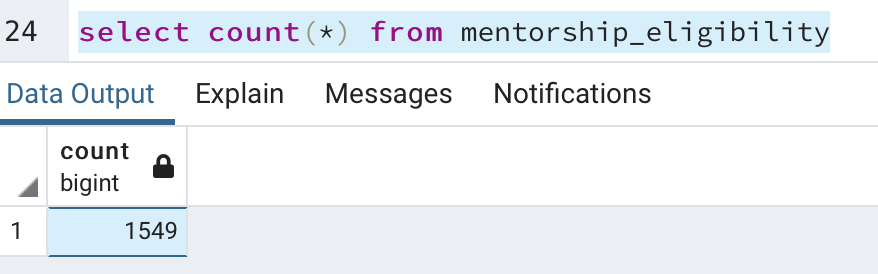 24 select count(*) from mentorship_eligibility
Data Output Explain Messages Notifications
count
bigint
1 1549